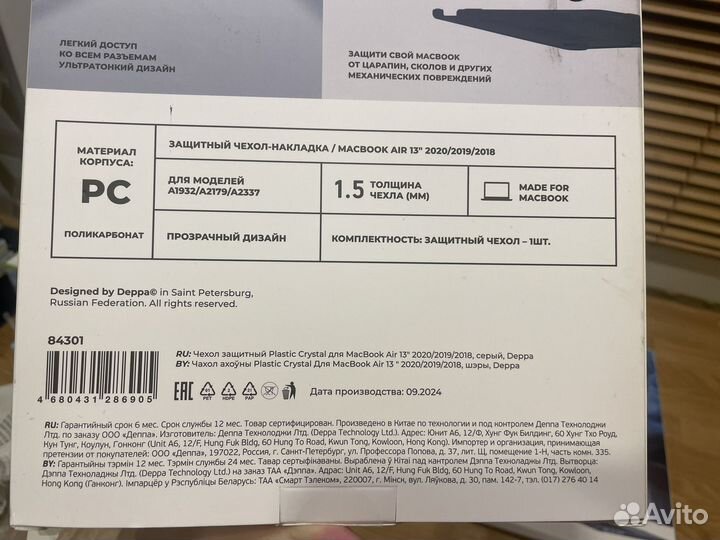 ЛЕГКИЙ ДОСТУП
КО ВСЕМ РАЗЪЕМАМ
УЛЬТРАТОНКИЙ ДИЗАЙН
ЗАЩИТИ СВОЙ MACBOOK
ОТ ЦАРАПИН, СКОЛОВ И ДРУГИХ
МЕХАНИЧЕСКИХ ПОВРЕЖДЕНИЙ
МАТЕРИАЛ
КОРПУСА:
PC
ПОЛИКАРБОНАТ
ЗАЩИТНЫЙ ЧЕХОЛ-НАКЛАДКА / MACBOOK AIR 13" 2020/2019/2018
ДЛЯ МОДЕЛЕЙ
A1932/A2179/A2337
1.5 ТОЛЩИНА
ЧЕХЛА (ММ)
MADE FOR
MACBOOK
ПРОЗРАЧНЫЙ ДИЗАЙН
КОМПЛЕКТНОСТЬ: ЗАЩИТНЫЙ ЧЕХОЛ – 1ШТ.
Designed by Deppa© in Saint Petersburg,
Russian Federation. All rights reserved.
84301
4 680431 286905
RU: Чехол защитный Plastic Crystal для MacBook Air 13" 2020/2019/2018, серый, Deppa
BY: Чахол ахоўны Plastic Crystal Для MacBook Air 13" 2020/2019/2018, шэры, Deppa
EAC
Дата производства: 09.2024
RU: Гарантийный срок 6 мес. Срок службы 12 мес. Товар сертифицирован. Произведено в Китае по технологии и под контролем Деппа Технолоджи
Лтд. по заказу ООО «Деппа». Изготовитель: Деппа Технолоджи Лтд. (Deppa Technology Ltd.). Адрес: Юнит А6, 12/Ф, Хунг Фук Билдинг, 60 Хунг Тхо Роуд,
Кун Тунг, Коулун, Гонконг (Unit A6, 12/F, Hung Fuk Bldg, 60 Hung To Road, Kwun Tong, Kowloon, Hong Kong). Импортер и организация, принимающая
претензии от покупателей: ООО «Деппа», 197022, Россия, г. Санкт-Петербург, ул. Профессора Попова, д. 37, лит. Щ, помещение 1-Н, часть ком. 335.
BY: Гарантыйны тэрмін 12 мес. Тэрмін службы 24 мес. Тавар сертыфікаваны. Выраблена ў Кітаі пад кантролем Дэппа Тэхналаджы Лтд. Вытворца:
Дэппа Тэхналоджы Лтд. (Deppa Technology Ltd.) на заказ ТАА «Дэппа». Адрас: Unit A6, 12/F, Hung Fuk Bldg, 60 Hung To Road, Kwun Tong, Kowloon,
Hong Kong (Ганконг). Імпарцёр у Рэспубліцы Беларусь: ТАА «Смарт Тэлеком», 220007, г. Мінск, вул. Ляўкова, д. 30, пам. 142/1, тэл. (017) 276 40 14
Avito